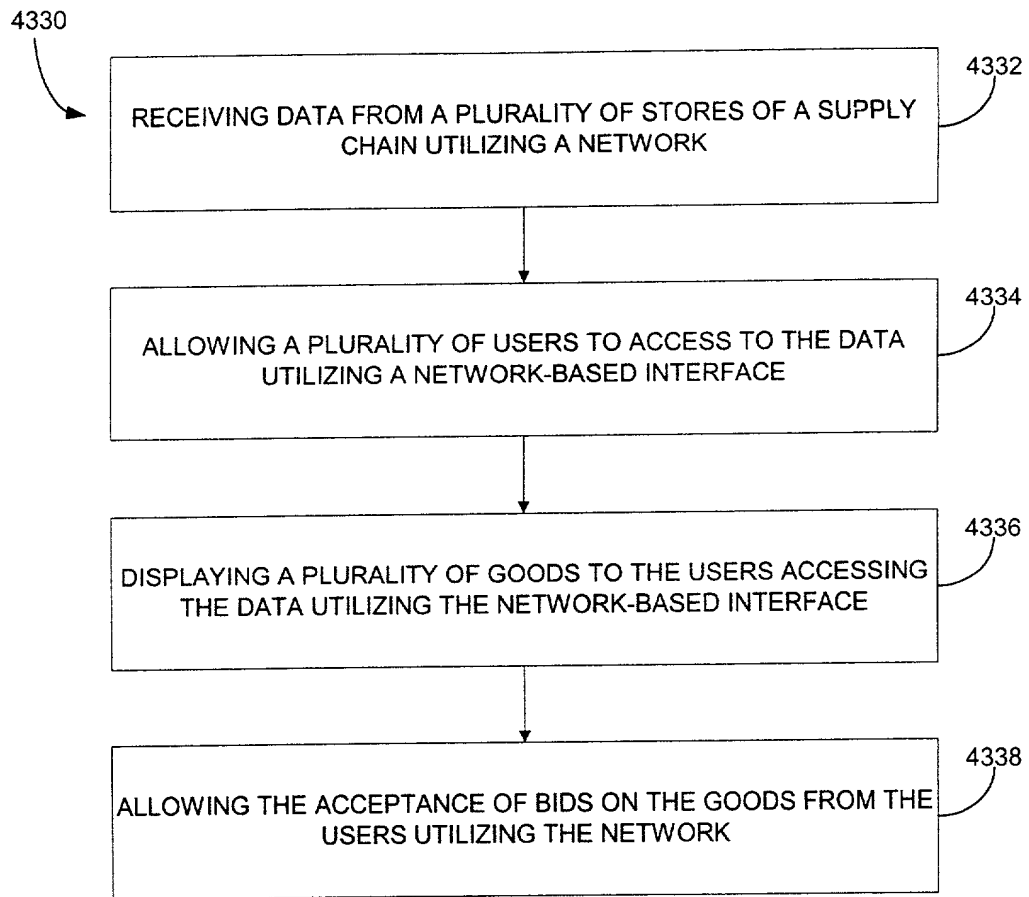 4330
4332
RECEIVING DATA FROM A PLURALITY OF STORES OF A SUPPLY
CHAIN UTILIZING A NETWORK
4334
ALLOWING A PLURALITY OF USERS TO ACCESS TO THE DATA
UTILIZING A NETWORK-BASED INTERFACE
4336
DISPLAYING A PLURALITY OF GOODS TO THE USERS ACCESSING
THE DATA UTILIZING THE NETWORK-BASED INTERFACE
4338
ALLOWING THE ACCEPTANCE OF BIDS ON THE GOODS FROM THE
USERS UTILIZING THE NETWORK